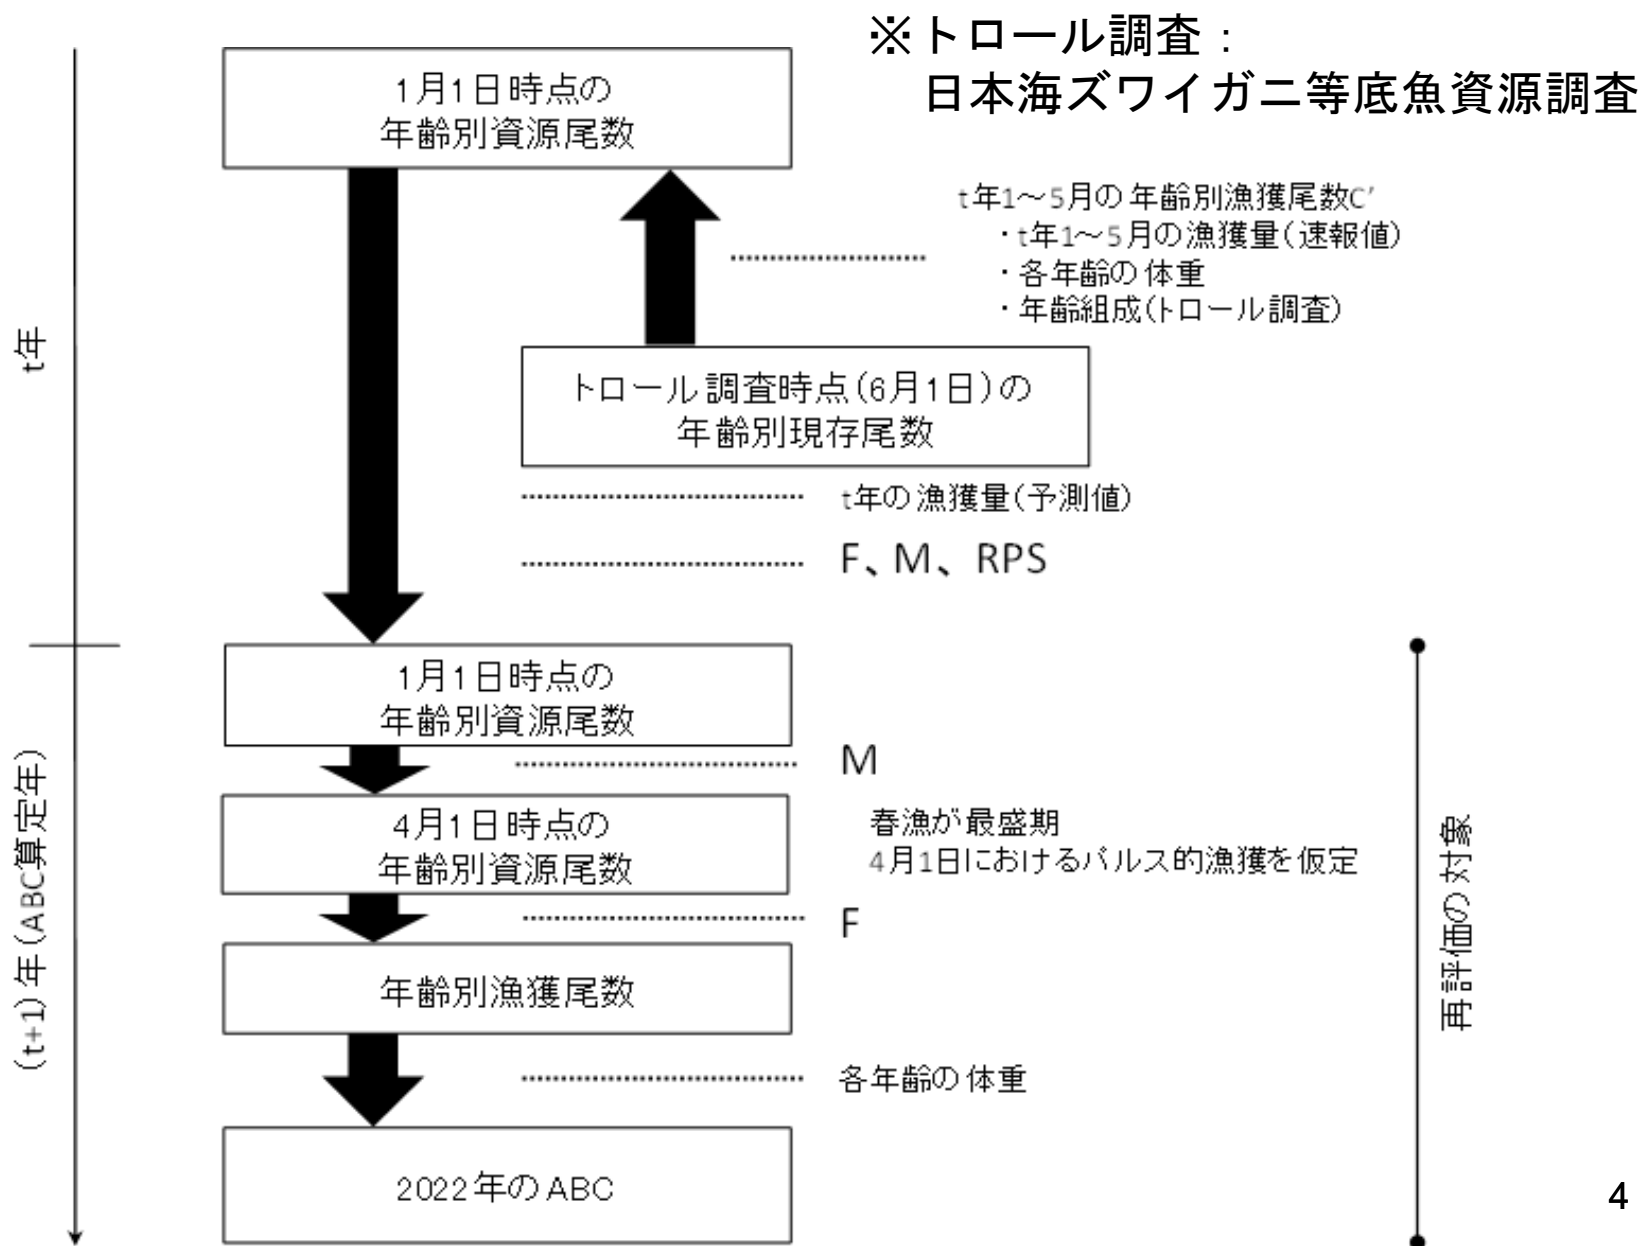 ※トロール調査：
日本海ズワイガニ等底魚資源調査
1月1日時点の
年齢別資源尾数
t年1～5月の年齢別漁獲尾数C’
・t年1～5月の漁獲量(速報値)
・各年齢の体重
・年齢組成(トロール調査)
t年
トロール調査時点(6月1日)の
年齢別現存尾数
t年の漁獲量(予測値)
F、M、RPS
1月1日時点の
年齢別資源尾数
M
4月1日時点の
年齢別資源尾数
春漁が最盛期
4月1日におけるパルス的漁獲を仮定
F
(t+1)年(ABC算定年)
再評価の対象
年齢別漁獲尾数
各年齢の体重
2022年のABC
4